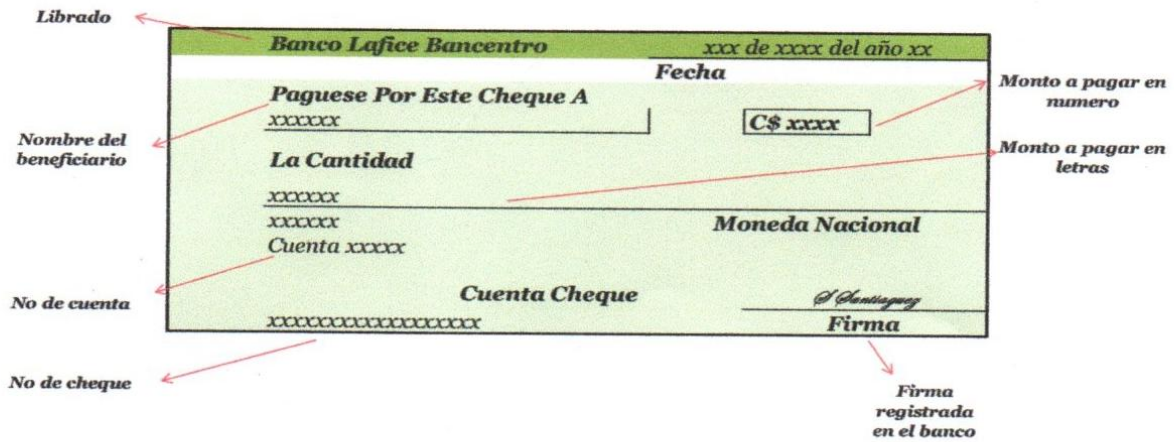 Librado
Banco Lafice Bancentro
xxx de xxxx del año xx
Fecha
Paguese Por Este Cheque A
xxxxxx
C$ xxxx
Monto a pagar en
numero
Nombre del
beneficiario
La Cantidad
Monto a pagar en
letras
xxxxxx
xxxxxx
Moneda Nacional
Cuenta xxxxx
No de cuenta
Cuenta Cheque
S Santiaguez
xxxxxxxxxxxxxxxxxxx
Firma
No de cheque
Firma
registrada
en el banco